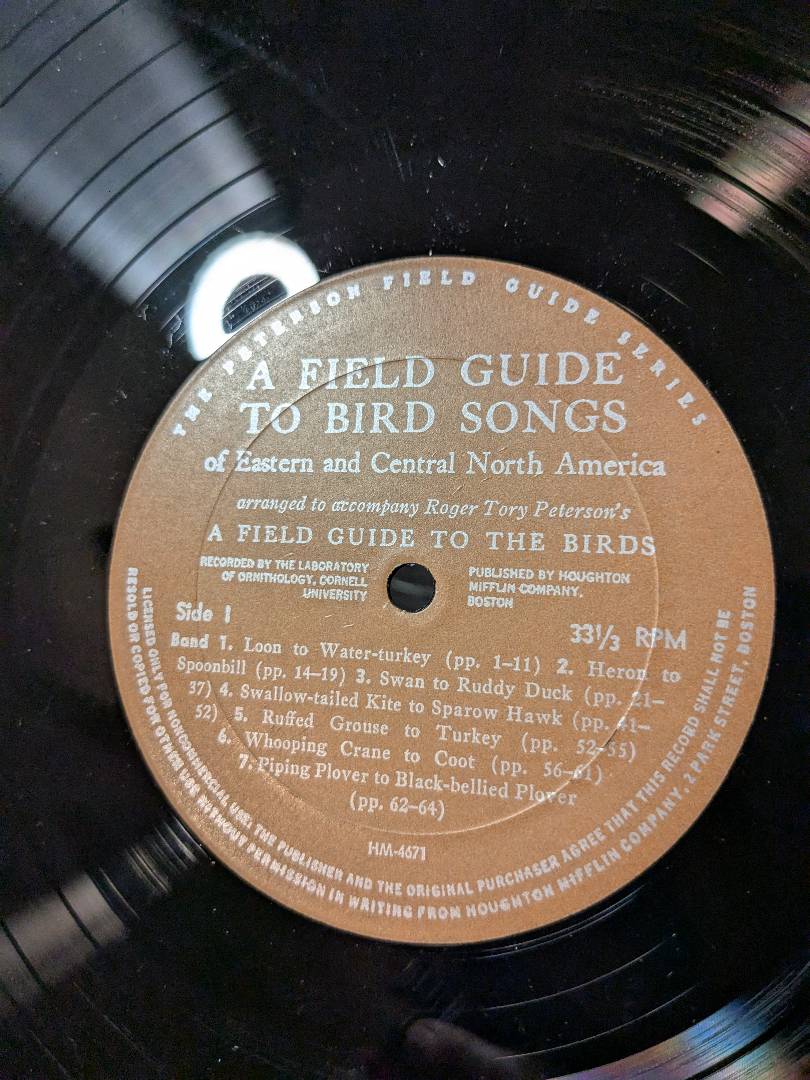 THE PETERSON FIELD GUIDE SERIES
A FIELD GUIDE
TO BIRD SONGS
of Eastern and Central North America
arranged to accompany Roger Tory Peterson's
A FIELD GUIDE TO THE BIRDS
RECORDED BY THE LABORATORY
OF ORNITHOLOGY, CORNELL
UNIVERSITY
PUBLISHED BY HOUGHTON
MIFFLIN COMPANY,
BOSTON
Side 1
33 1/3 RPM
Band 1. Loon to Water-turkey (pp. 1–11) 2. Heron to
Spoonbill (pp. 14–19) 3. Swan to Ruddy Duck (pp. 21–
37) 4. Swallow-tailed Kite to Sparow Hawk (pp. 41–
52) 5. Ruffed Grouse to Turkey (pp. 52–55)
6. Whooping Crane to Coot (pp. 56–61)
7. Piping Plover to Black-bellied Plover
(pp. 62–64)
HM-4671
LICENSED ONLY FOR NONCOMMERCIAL USE. THE PUBLISHER AND THE ORIGINAL PURCHASER AGREE THAT THIS RECORD SHALL NOT BE
RESOLD OR COPIED FOR OTHER USE WITHOUT PERMISSION IN WRITING FROM HOUGHTON MIFFLIN COMPANY, 2 PARK STREET, BOSTON